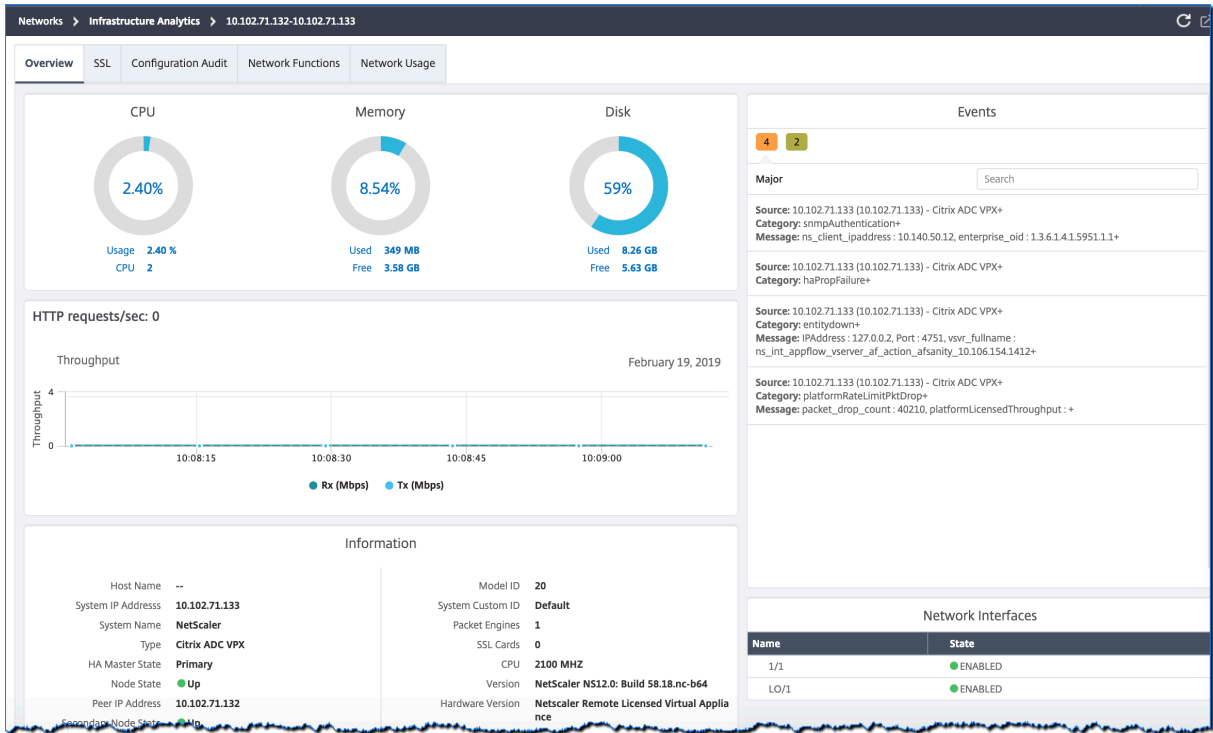 Networks > Infrastructure Analytics > 10.102.71.132-10.102.71.133
Overview SSL Configuration Audit Network Functions Network Usage
CPU
2.40%
Usage 2.40 %
CPU 2
Memory
8.54%
Used 349 MB
Free 3.58 GB
Disk
59%
Used 8.26 GB
Free 5.63 GB
HTTP requests/sec: 0
Throughput
February 19, 2019
Throughput
4
0
10:08:15 10:08:30 10:08:45 10:09:00
Rx (Mbps) Tx (Mbps)
Information
Host Name --
System IP Addresss 10.102.71.133
System Name NetScaler
Type Citrix ADC VPX
HA Master State Primary
Node State Up
Peer IP Address 10.102.71.132
Secondary Node State Up
Model ID 20
System Custom ID Default
Packet Engines 1
SSL Cards 0
CPU 2100 MHZ
Version NetScaler NS12.0: Build 58.18.nc-b64
Hardware Version Netscaler Remote Licensed Virtual Applia
nce
Events
4 2
Major
Search
Source: 10.102.71.133 (10.102.71.133) - Citrix ADC VPX+
Category: snmpAuthentication+
Message: ns_client_ipaddress : 10.140.50.12, enterprise_oid : 1.3.6.1.4.1.5951.1.1+
Source: 10.102.71.133 (10.102.71.133) - Citrix ADC VPX+
Category: haPropFailure+
Source: 10.102.71.133 (10.102.71.133) - Citrix ADC VPX+
Category: entitydown+
Message: IPAddress : 127.0.0.2, Port : 4751, vsvr_fullname :
ns_int_appflow_vserver_af_action_afsanity_10.106.154.1412+
Source: 10.102.71.133 (10.102.71.133) - Citrix ADC VPX+
Category: platformRateLimitPktDrop+
Message: packet_drop_count : 40210, platformLicensedThroughput : +
Network Interfaces
Name State
1/1 ENABLED
LO/1 ENABLED